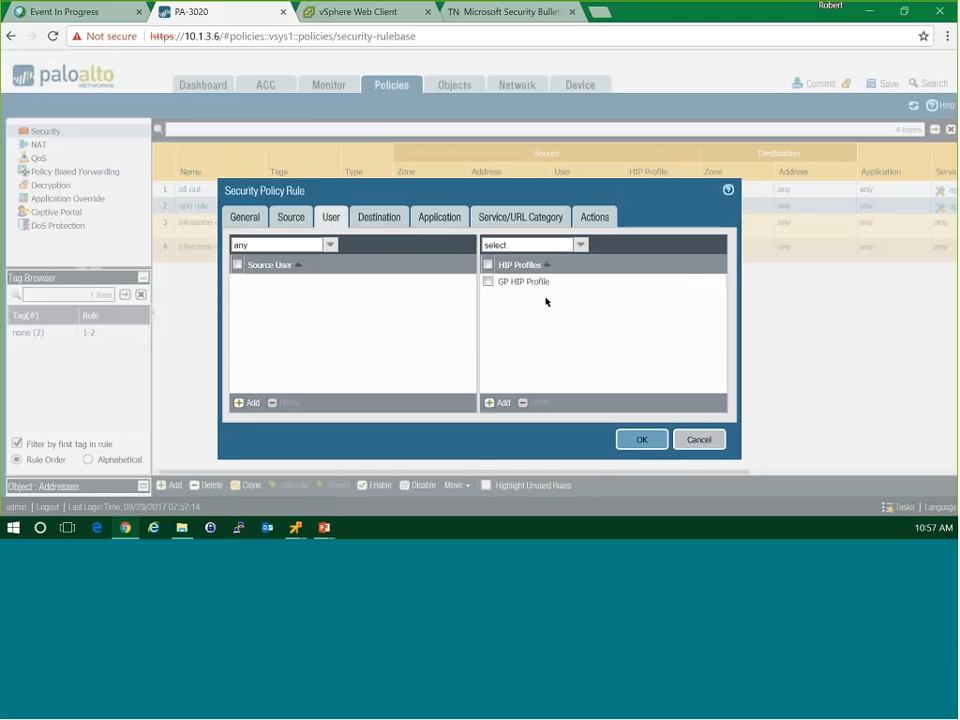 Event In Progress
PA-3020
vSphere Web Client
TN Microsoft Security Bullet
Robert
Not secure https://10.1.3.6/#policies::vsys1::policies/security-rulebase
paloalto
NETWORKS
Dashboard ACC Monitor Policies Objects Network Device
Commit Save Search
Help
Security
NAT
QoS
Policy Based Forwarding
Decryption
Application Override
Captive Portal
DoS Protection
4 items
Source Destination
Name Tags Type Zone Address User HIP Profile Zone Address Application Servi
1 all out any any
2 vpn rule any any
3 intrazone- any any
4 interzone- any any
Security Policy Rule
General Source User Destination Application Service/URL Category Actions
any
select
Source User
HIP Profiles
GP HIP Profile
Add Delete
Add Delete
OK Cancel
Tag Browser
1 item
Tag(#) Rule
none (2) 1-2
Filter by first tag in rule
Rule Order Alphabetical
Object : Addresses
Add Delete Clone Override Revert Enable Disable Move Highlight Unused Rules
admin | Logout | Last Login Time: 09/29/2017 07:57:14
Tasks | Language
10:57 AM